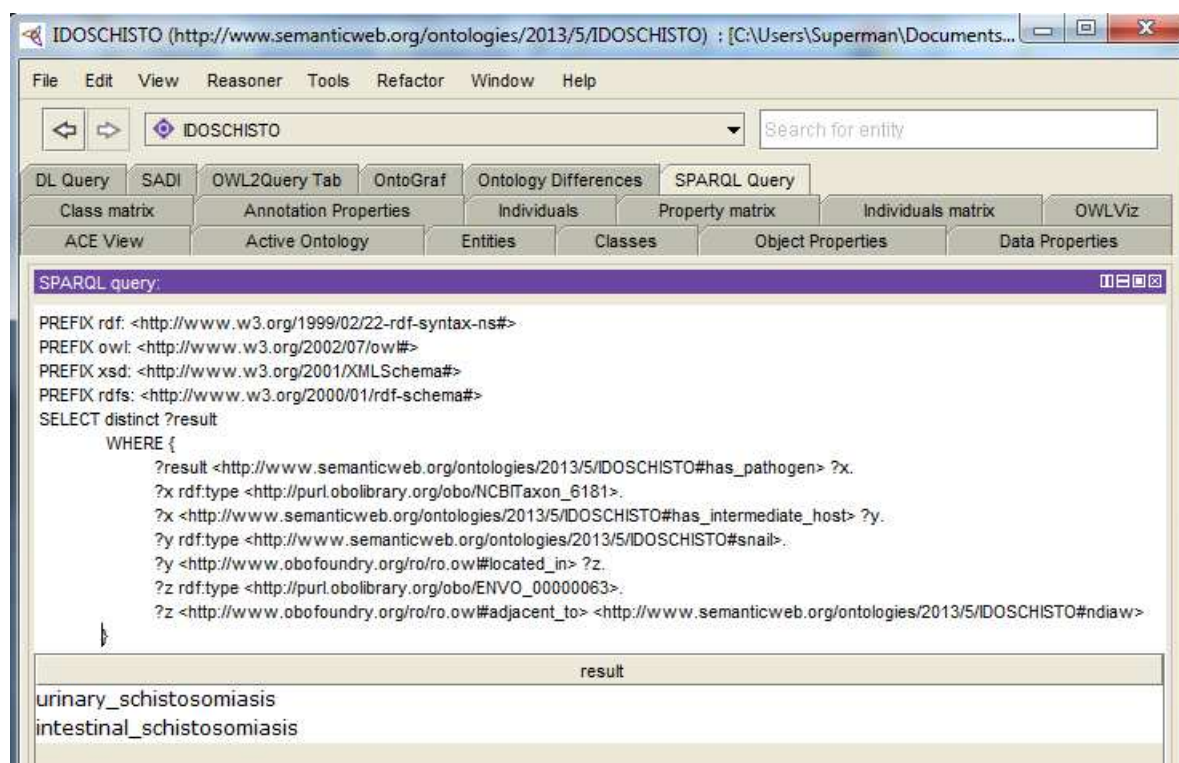 IDOSCHISTO (http://www.semanticweb.org/ontologies/2013/5/IDOSCHISTO) : [C:\Users\Superman\Documents...
File Edit View Reasoner Tools Refactor Window Help
IDOSCHISTO Search for entity
DL Query SADI OWL2Query Tab OntoGraf Ontology Differences SPARQL Query
Class matrix Annotation Properties Individuals Property matrix Individuals matrix OWLViz
ACE View Active Ontology Entities Classes Object Properties Data Properties
SPARQL query:
PREFIX rdf: <http://www.w3.org/1999/02/22-rdf-syntax-ns#>
PREFIX owl: <http://www.w3.org/2002/07/owl#>
PREFIX xsd: <http://www.w3.org/2001/XMLSchema#>
PREFIX rdfs: <http://www.w3.org/2000/01/rdf-schema#>
SELECT distinct ?result
WHERE {
?result <http://www.semanticweb.org/ontologies/2013/5/IDOSCHISTO#has_pathogen> ?x.
?x rdf:type <http://purl.obolibrary.org/obo/NCBITaxon_6181>.
?x <http://www.semanticweb.org/ontologies/2013/5/IDOSCHISTO#has_intermediate_host> ?y.
?y rdf:type <http://www.semanticweb.org/ontologies/2013/5/IDOSCHISTO#snail>.
?y <http://www.obofoundry.org/ro/ro.owl#located_in> ?z.
?z rdf:type <http://purl.obolibrary.org/obo/ENVO_00000063>.
?z <http://www.obofoundry.org/ro/ro.owl#adjacent_to> <http://www.semanticweb.org/ontologies/2013/5/IDOSCHISTO#ndiaw>
}
result
urinary_schistosomiasis
intestinal_schistosomiasis